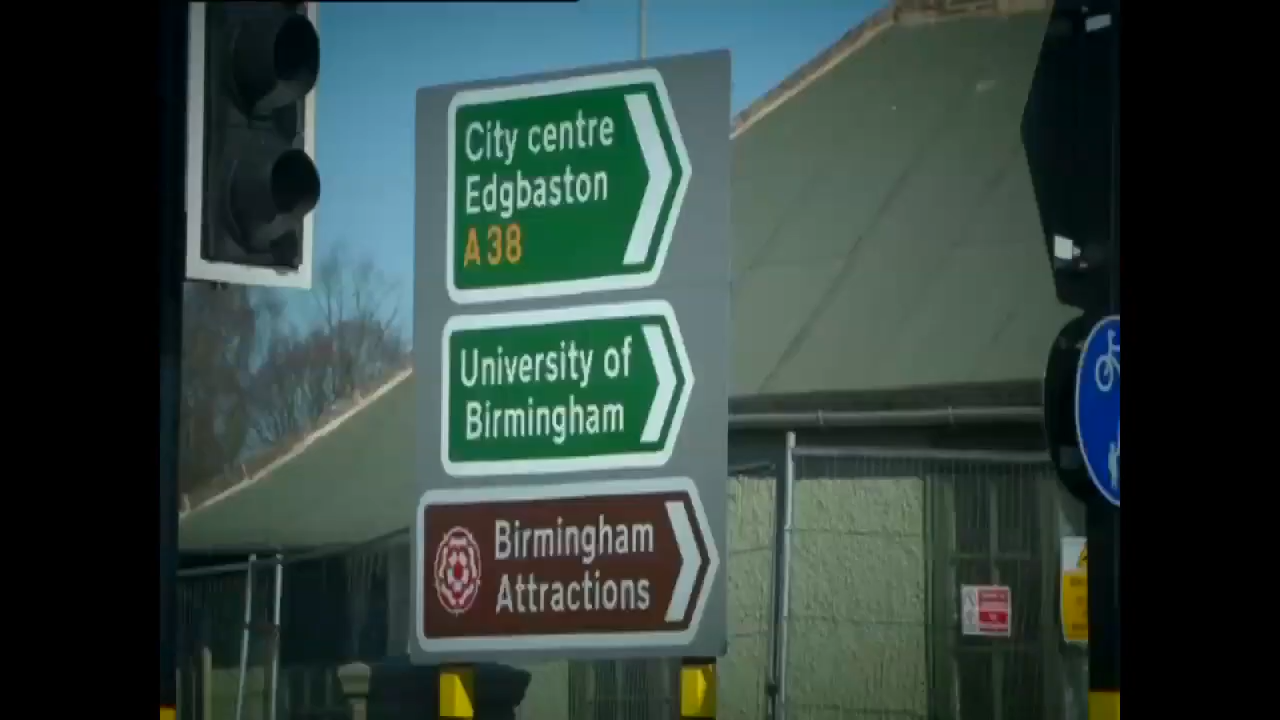 City centre
Edgbaston
A38
University of
Birmingham
Birmingham
Attractions